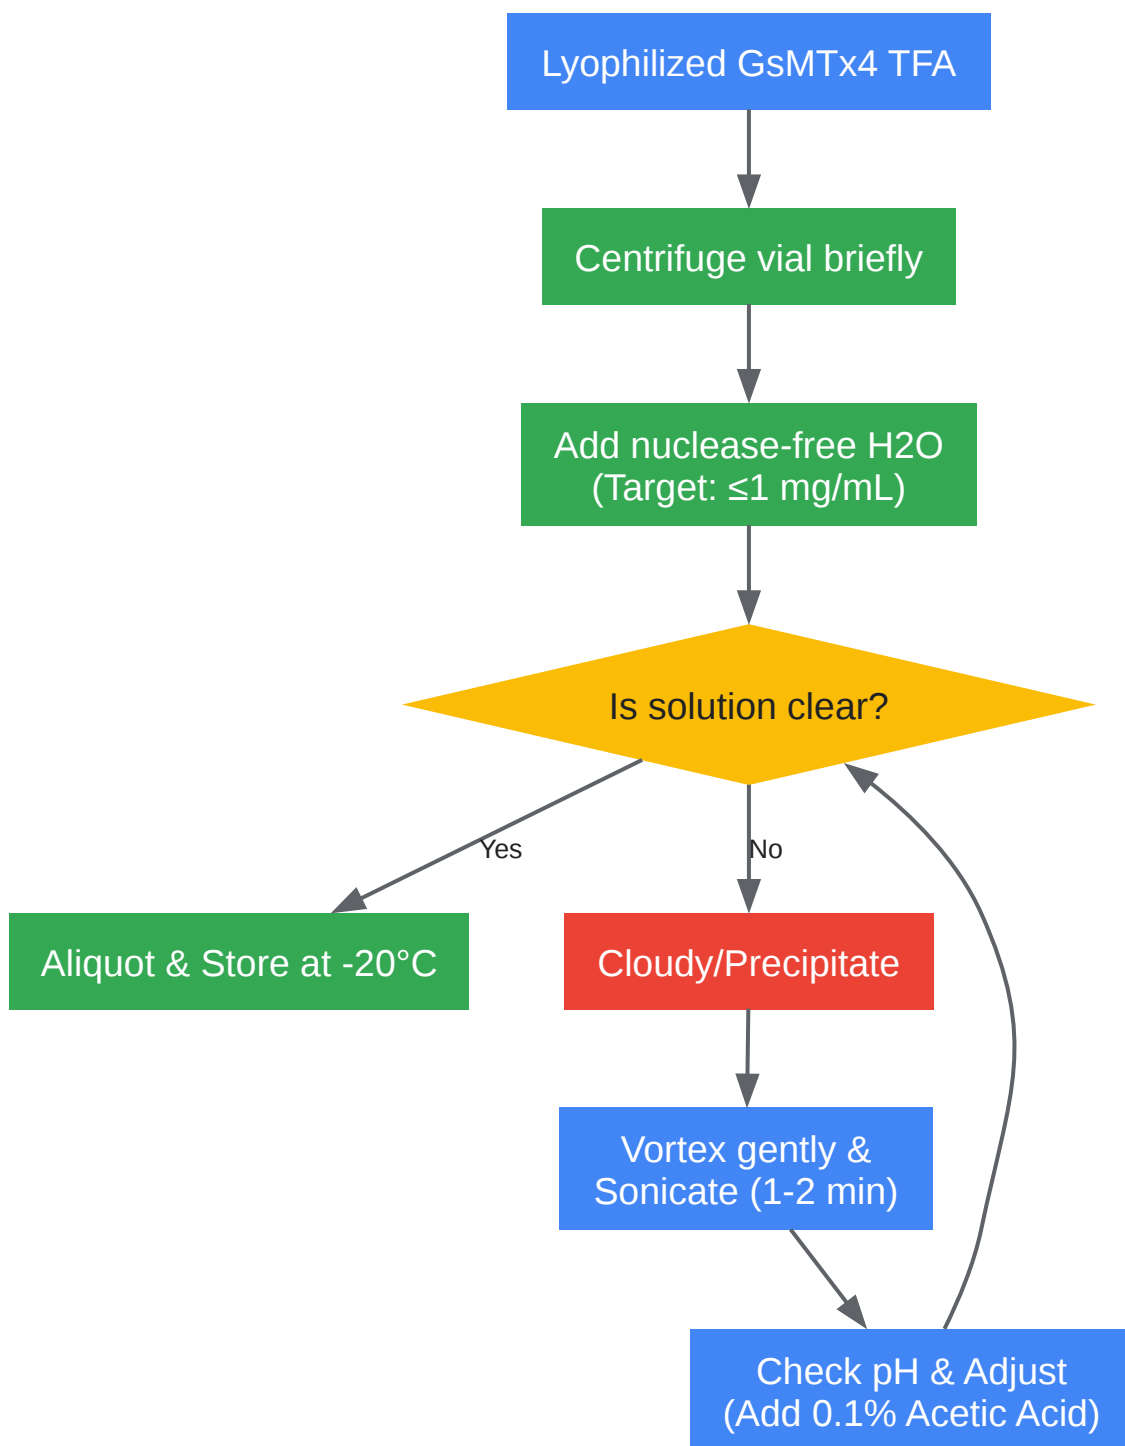 Lyophilized GsMTx4 TFA
Centrifuge vial briefly
Add nuclease-free H2O
(Target: ≤1 mg/mL)
Is solution clear?
Yes
No
Aliquot & Store at -20°C
Cloudy/Precipitate
Vortex gently &
Sonicate (1-2 min)
Check pH & Adjust
(Add 0.1% Acetic Acid)